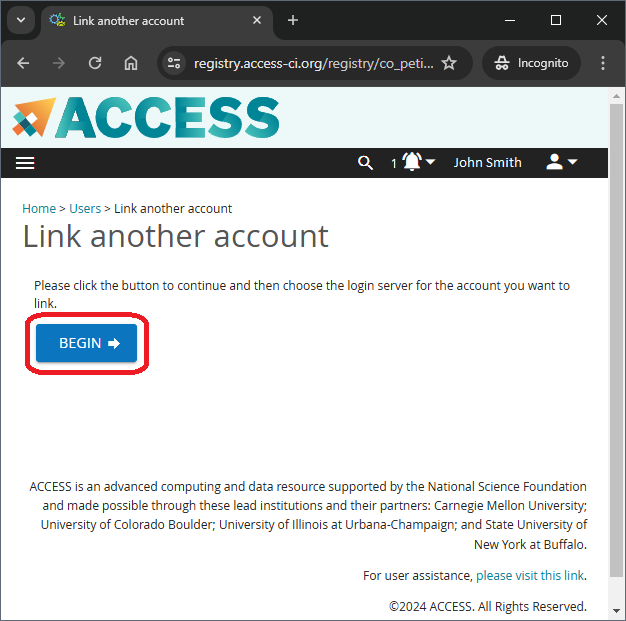 Link another account
registry.access-ci.org/registry/co_peti...
Incognito
ACCESS
1
John Smith
Home > Users > Link another account
Link another account
Please click the button to continue and then choose the login server for the account you want to
link.
BEGIN
ACCESS is an advanced computing and data resource supported by the National Science Foundation
and made possible through these lead institutions and their partners: Carnegie Mellon University;
University of Colorado Boulder; University of Illinois at Urbana-Champaign; and State University of
New York at Buffalo.
For user assistance, please visit this link.
©2024 ACCESS. All Rights Reserved.